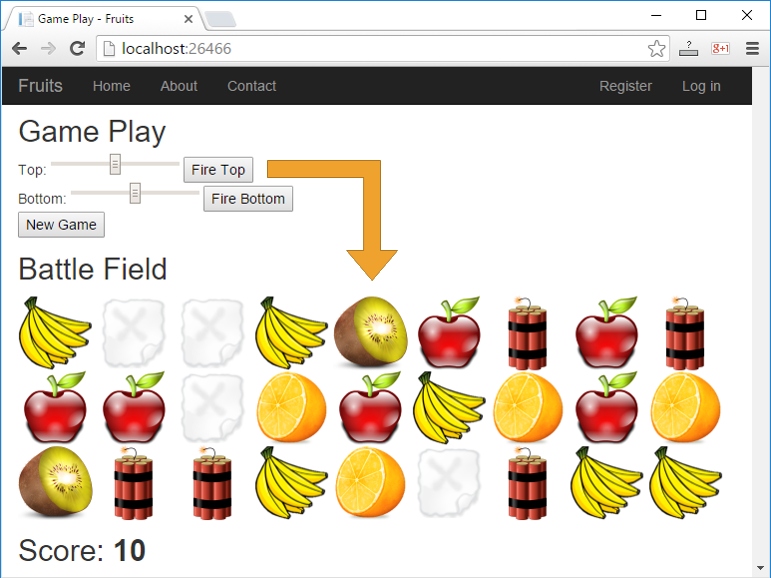 Game Play - Fruits
localhost:26466
?
g+1
Fruits Home About Contact Register Log in
Game Play
Top: Fire Top
Bottom: Fire Bottom
New Game
Battle Field
Score: 10